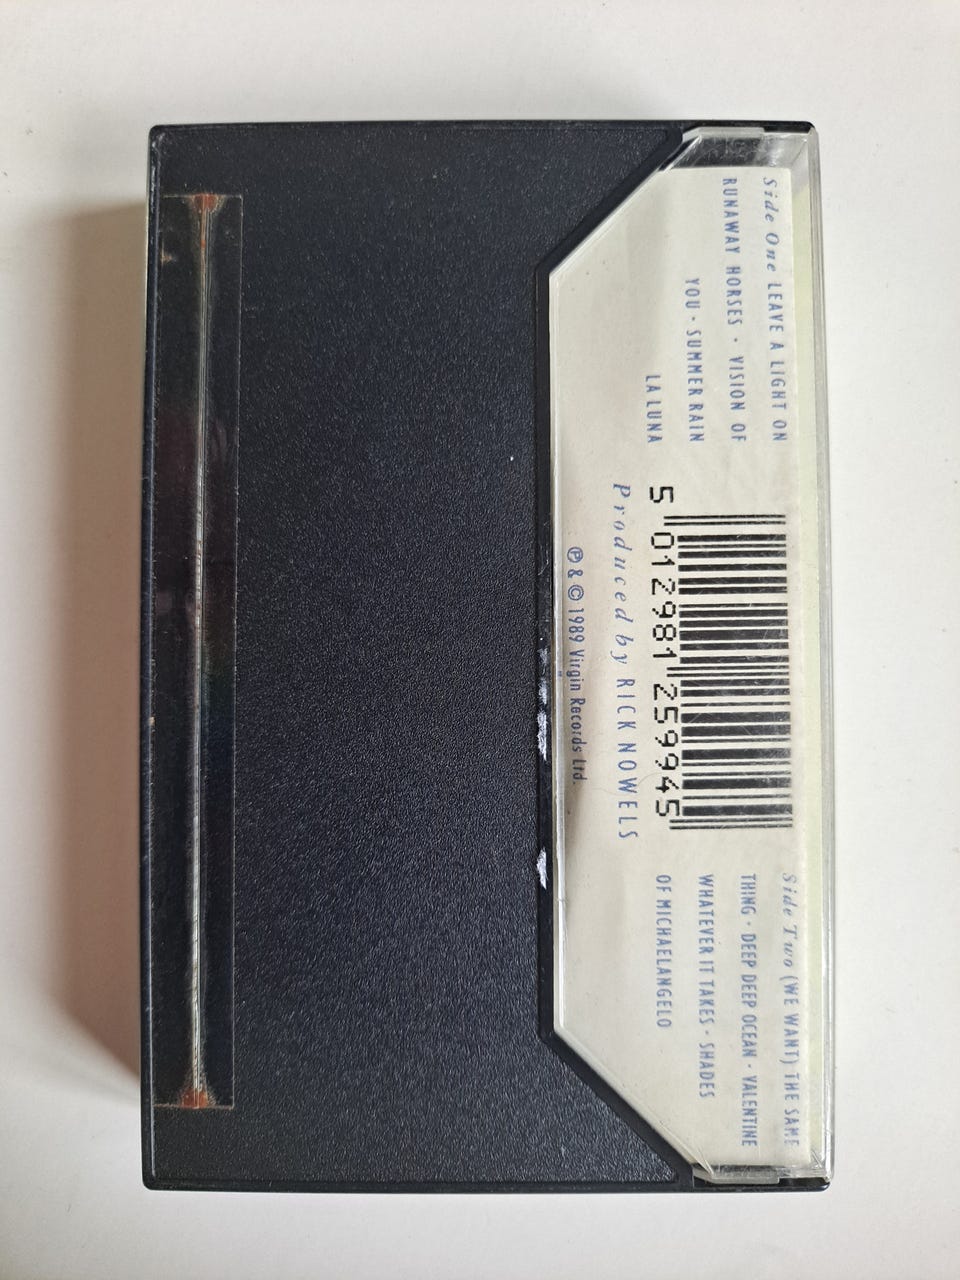 Side One LEAVE A LIGHT ON
RUNAWAY HORSES · VISION OF
YOU · SUMMER RAIN
LA LUNA
5 012981 259945
Produced by RICK NOWELS
Ⓟ & © 1989 Virgin Records Ltd.
Side Two (WE WANT) THE SAME
THING · DEEP DEEP OCEAN · VALENTINE
WHATEVER IT TAKES · SHADES
OF MICHAELANGELO